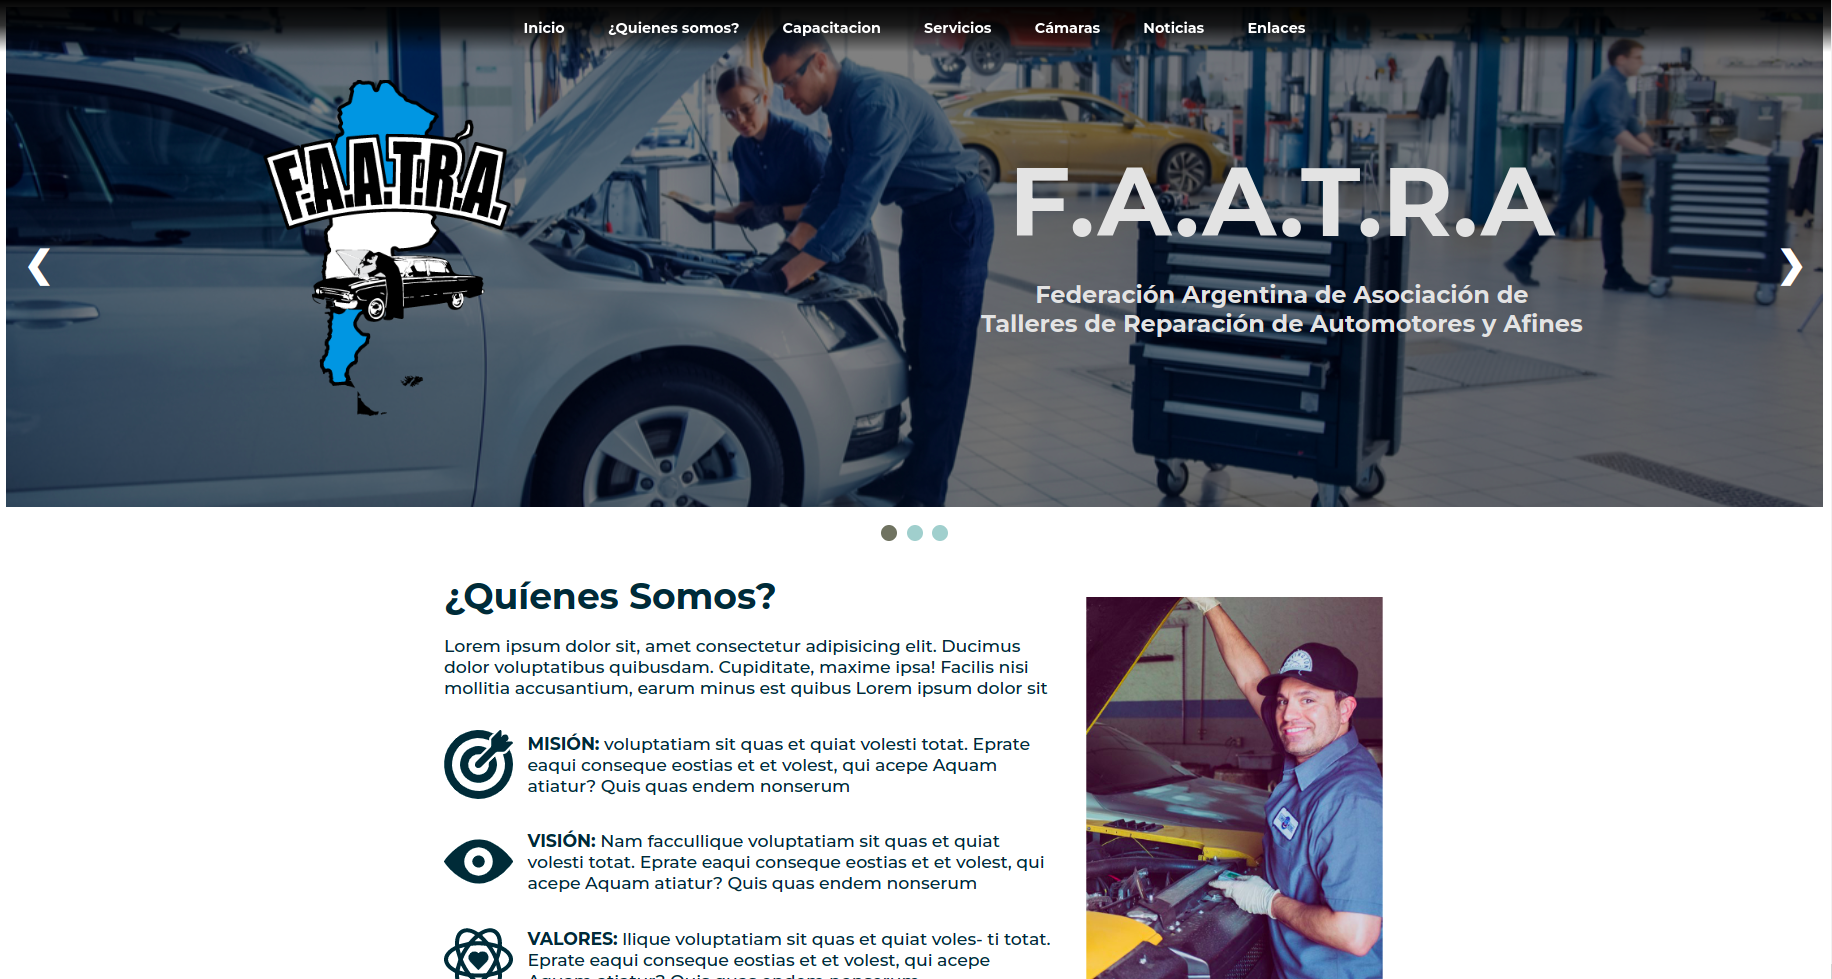 Inicio ¿Quienes somos? Capacitacion Servicios Cámaras Noticias Enlaces
F.A.A.T.R.A.
F.A.A.T.R.A
Federación Argentina de Asociación de
Talleres de Reparación de Automotores y Afines
¿Quíenes Somos?
Lorem ipsum dolor sit, amet consectetur adipisicing elit. Ducimus
dolor voluptatibus quibusdam. Cupiditate, maxime ipsa! Facilis nisi
mollitia accusantium, earum minus est quibus Lorem ipsum dolor sit
MISIÓN: voluptatiam sit quas et quiat volesti totat. Eprate
eaqui conseque eostias et et volest, qui acepe Aquam
atiatur? Quis quas endem nonserum
VISIÓN: Nam faccullique voluptatiam sit quas et quiat
volesti totat. Eprate eaqui conseque eostias et et volest, qui
acepe Aquam atiatur? Quis quas endem nonserum
VALORES: llique voluptatiam sit quas et quiat voles- ti totat.
Eprate eaqui conseque eostias et et volest, qui acepe